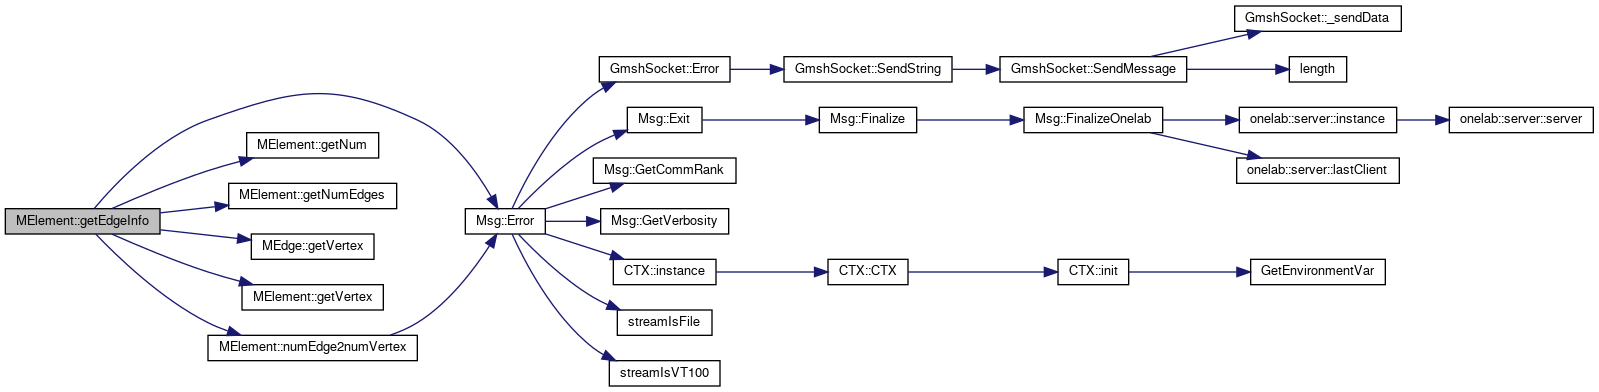 MElement::getEdgeInfo
MElement::getNum
MElement::getNumEdges
MEdge::getVertex
MElement::getVertex
MElement::numEdge2numVertex
Msg::Error
GmshSocket::Error
Msg::Exit
Msg::GetCommRank
Msg::GetVerbosity
CTX::instance
streamIsFile
streamIsVT100
GmshSocket::SendString
Msg::Finalize
CTX::CTX
GmshSocket::SendMessage
Msg::FinalizeOnelab
CTX::init
GmshSocket::_sendData
length
onelab::server::instance
onelab::server::lastClient
GetEnvironmentVar
onelab::server::server